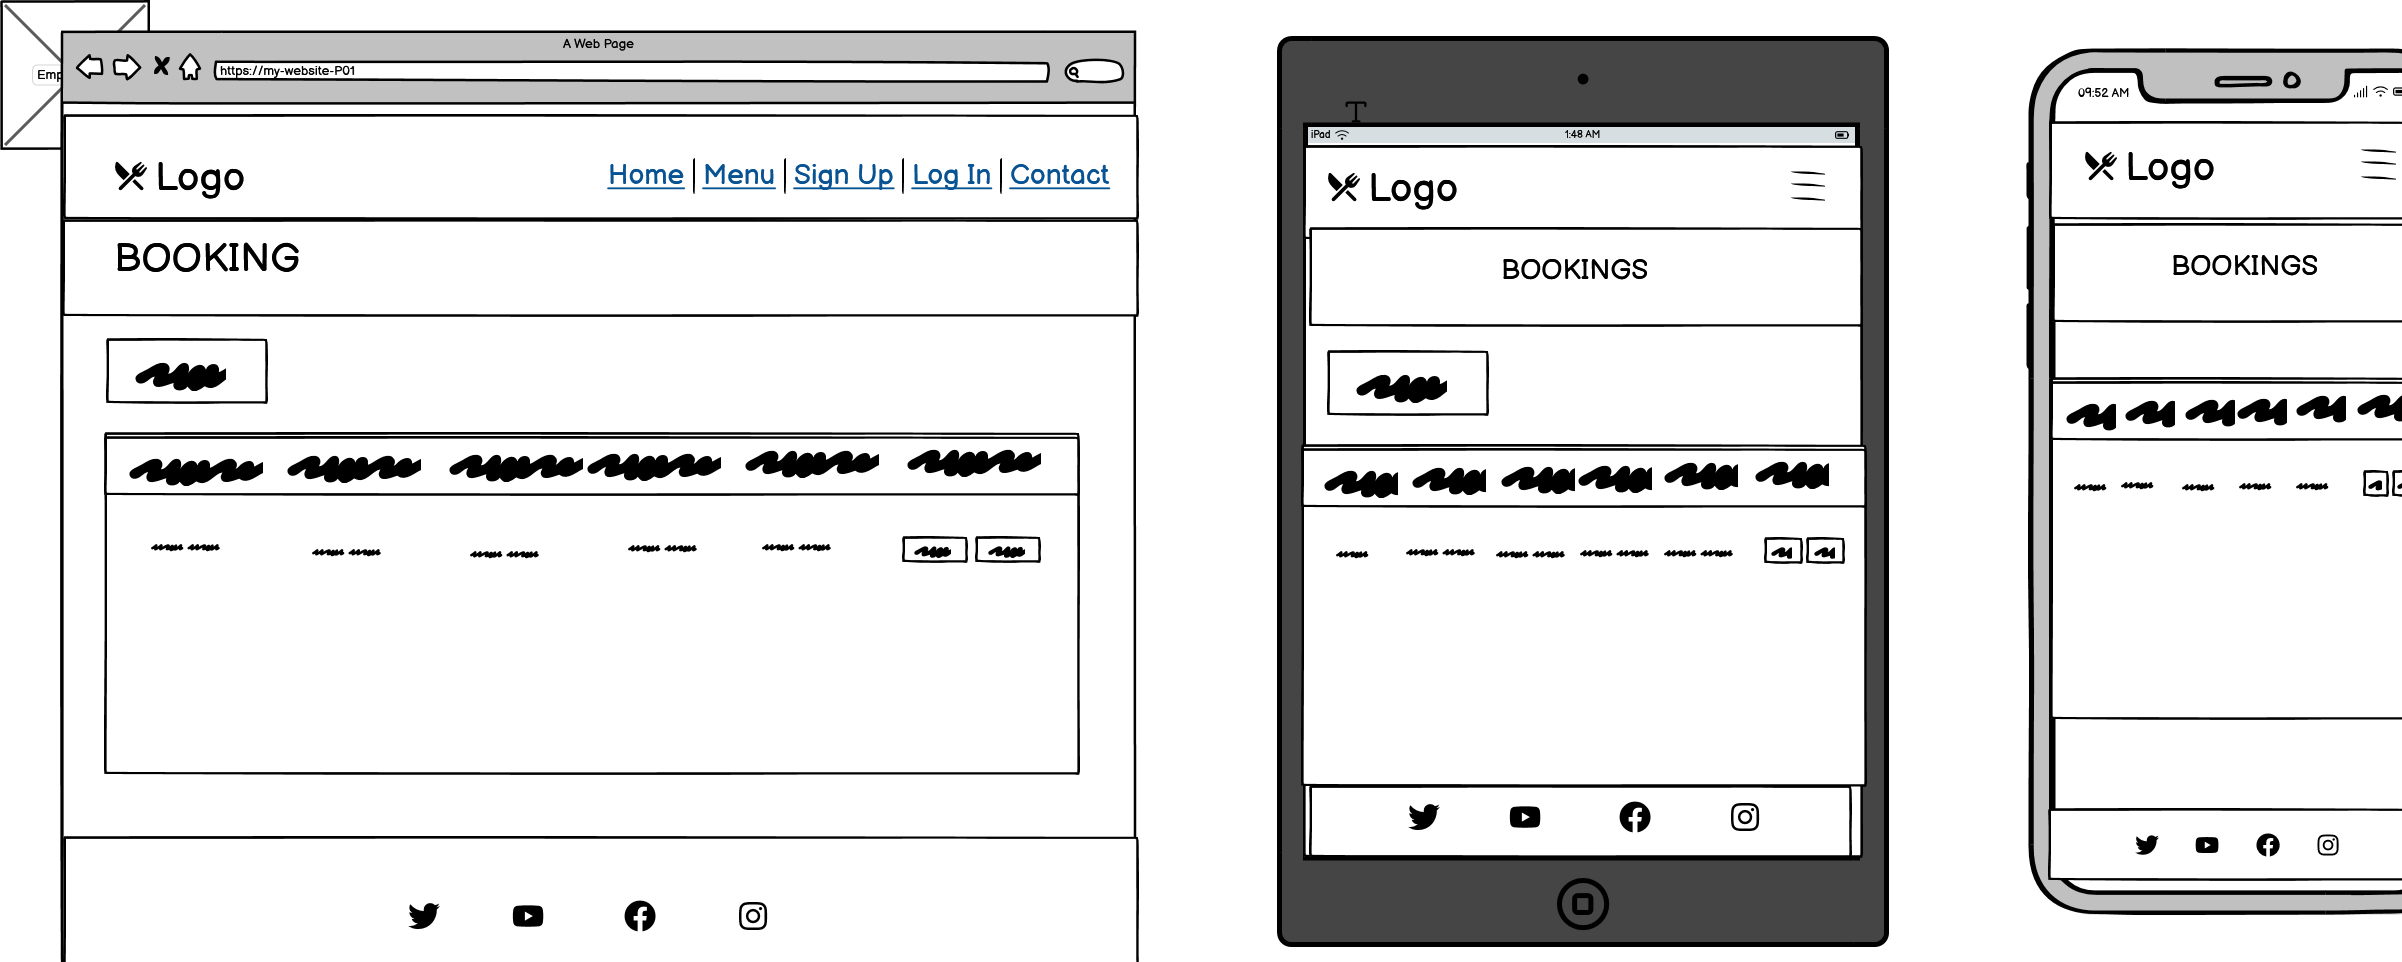 A Web Page
Emp
https://my-website-P01
Logo
Home Menu Sign Up Log In Contact
BOOKING
iPad 1:48 AM
Logo
BOOKINGS
09:52 AM
Logo
BOOKINGS